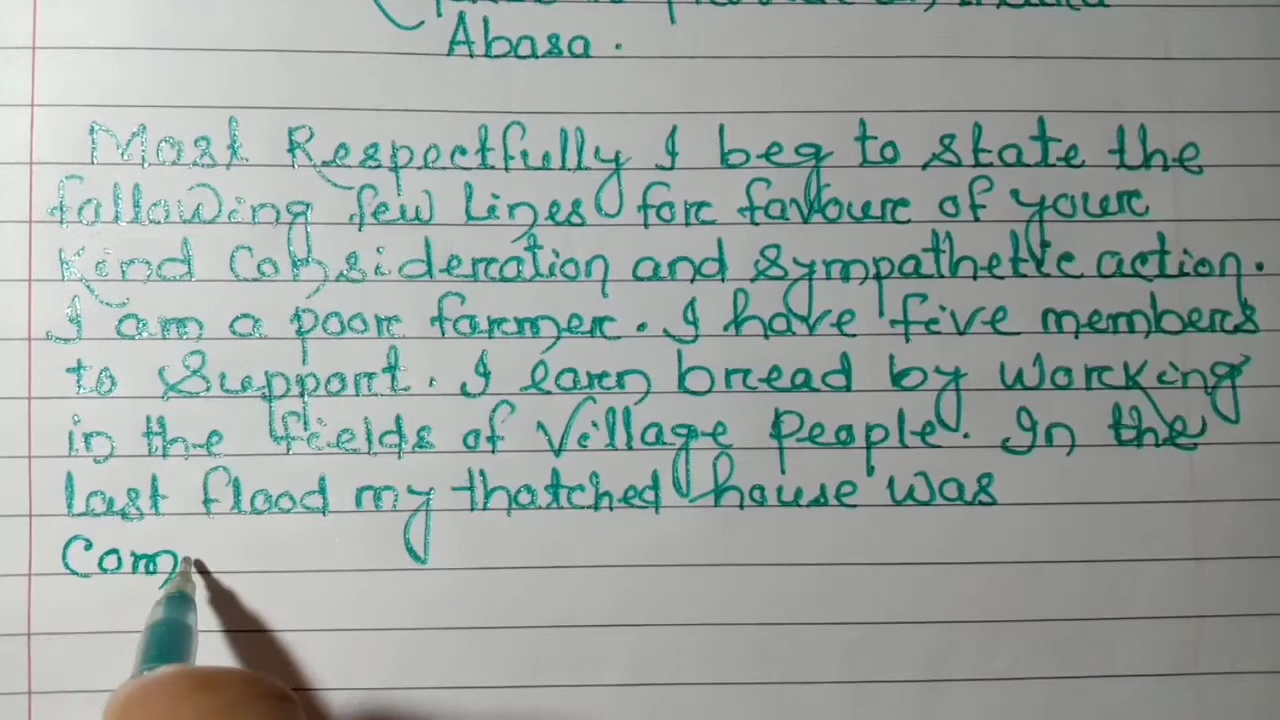 Abasa.
Most Respectfully I beg to state the
following few Lines for favour of your
Kind Consideration and sympathetic action.
I am a poor farmer. I have five members
to Support. I earn bread by working
in the fields of Village people. In the
last flood my thatched house was
Com